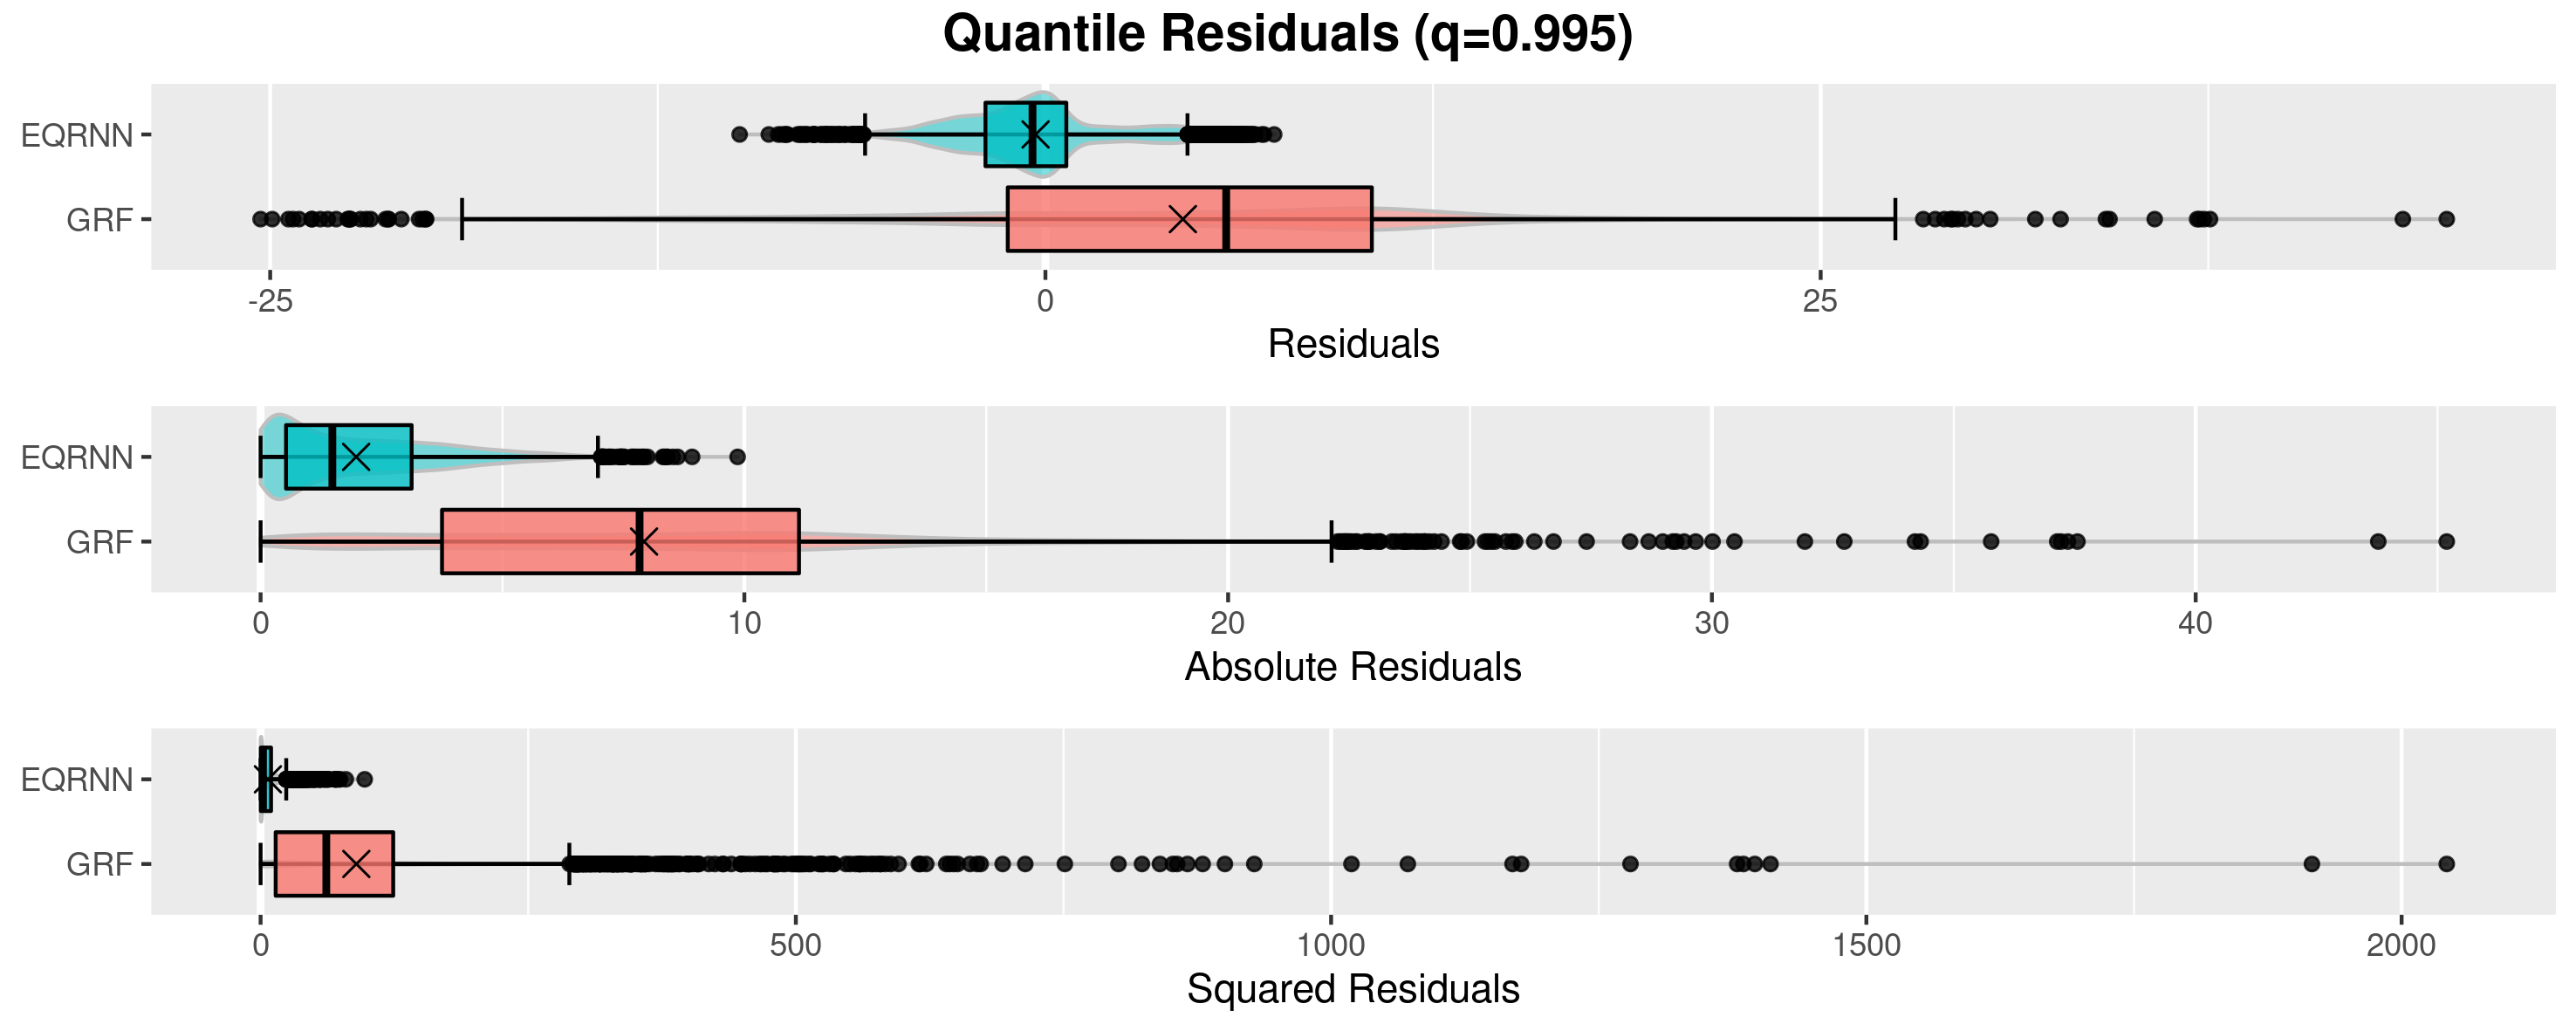 Quantile Residuals (q=0.995)
EQRNN
GRF
-25 0 25
Residuals
EQRNN
GRF
0 10 20 30 40
Absolute Residuals
EQRNN
GRF
0 500 1000 1500 2000
Squared Residuals